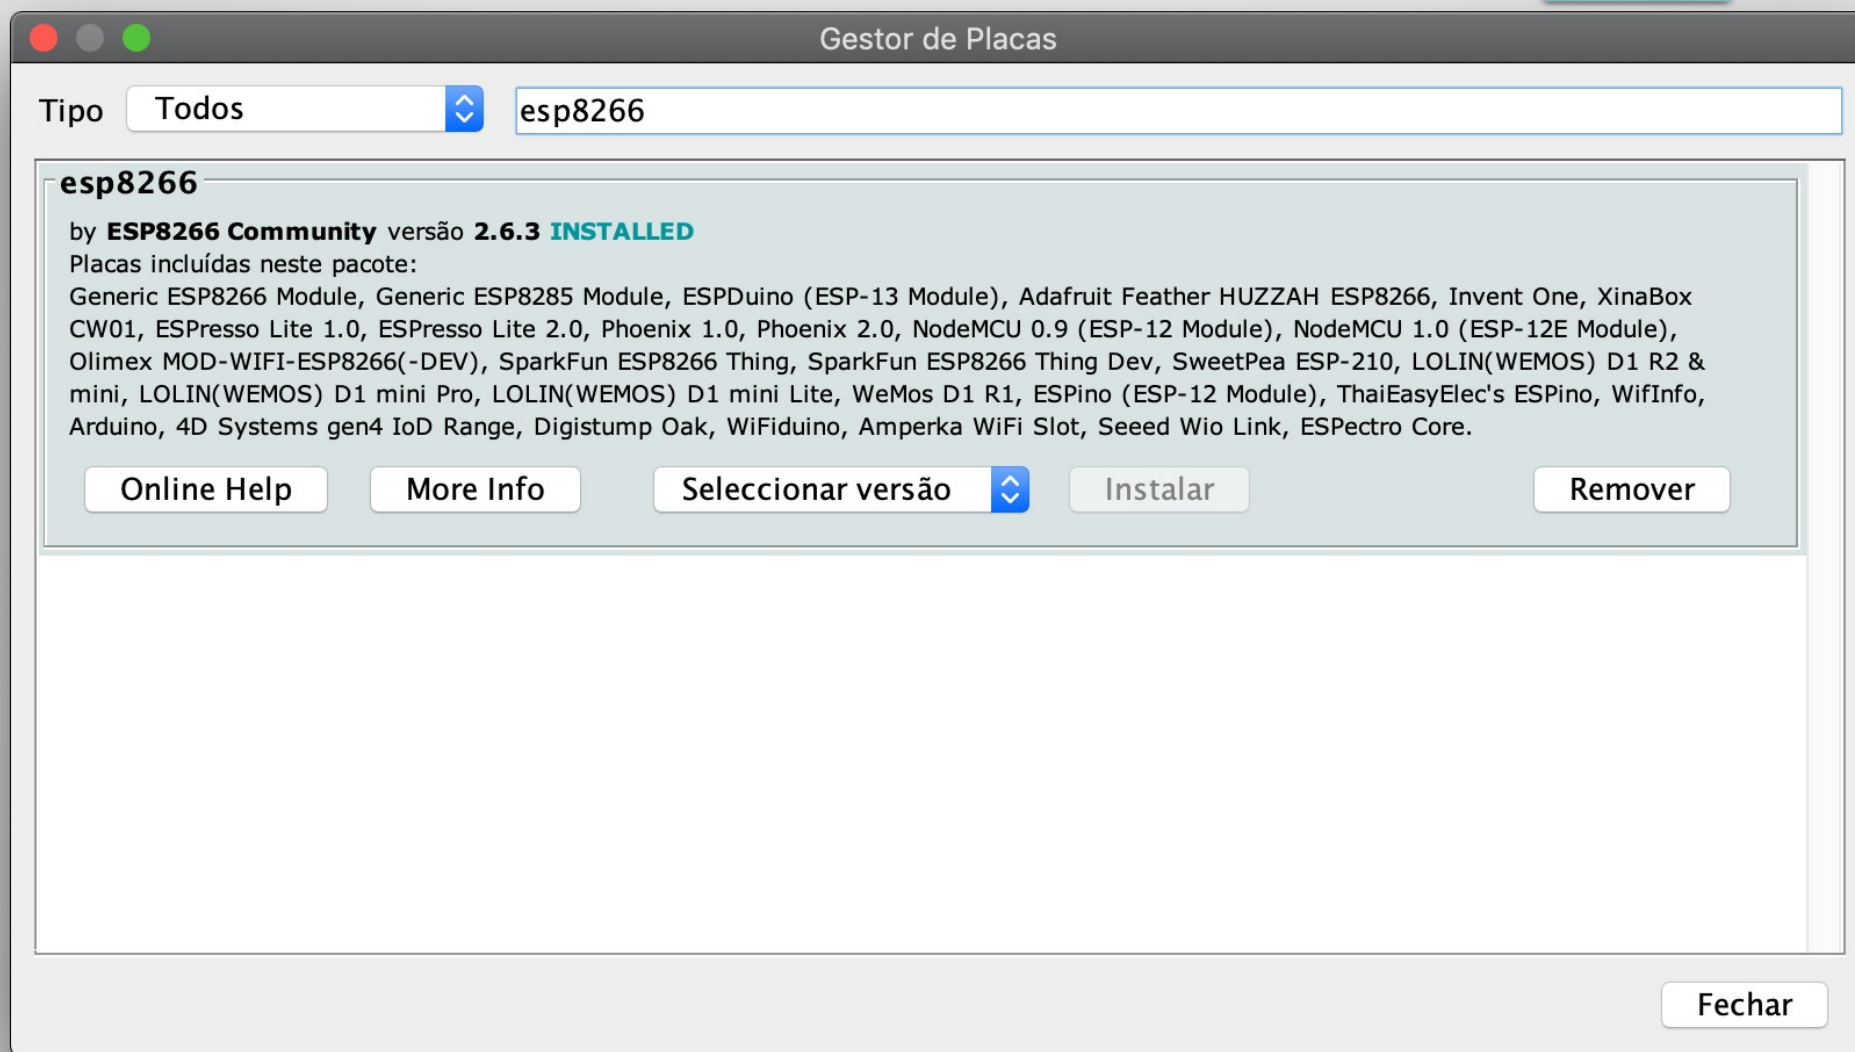 Gestor de Placas
Tipo Todos esp8266
esp8266
by ESP8266 Community versão 2.6.3 INSTALLED
Placas incluídas neste pacote:
Generic ESP8266 Module, Generic ESP8285 Module, ESPDuino (ESP-13 Module), Adafruit Feather HUZZAH ESP8266, Invent One, XinaBox
CW01, ESPresso Lite 1.0, ESPresso Lite 2.0, Phoenix 1.0, Phoenix 2.0, NodeMCU 0.9 (ESP-12 Module), NodeMCU 1.0 (ESP-12E Module),
Olimex MOD-WIFI-ESP8266(-DEV), SparkFun ESP8266 Thing, SparkFun ESP8266 Thing Dev, SweetPea ESP-210, LOLIN(WEMOS) D1 R2 &
mini, LOLIN(WEMOS) D1 mini Pro, LOLIN(WEMOS) D1 mini Lite, WeMos D1 R1, ESPino (ESP-12 Module), ThaiEasyElec's ESPino, WifInfo,
Arduino, 4D Systems gen4 IoD Range, Digistump Oak, WiFiduino, Amperka WiFi Slot, Seeed Wio Link, ESPectro Core.
Online Help More Info Seleccionar versão Instalar Remover
Fechar